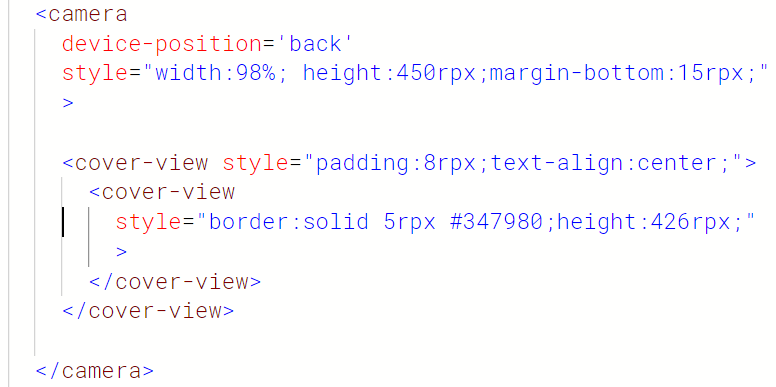 <camera
device-position='back'
style="width:98%; height:450rpx;margin-bottom:15rpx;"
>
<cover-view style="padding:8rpx;text-align:center;">
<cover-view
style="border:solid 5rpx #347980;height:426rpx;"
>
</cover-view>
</cover-view>
</camera>